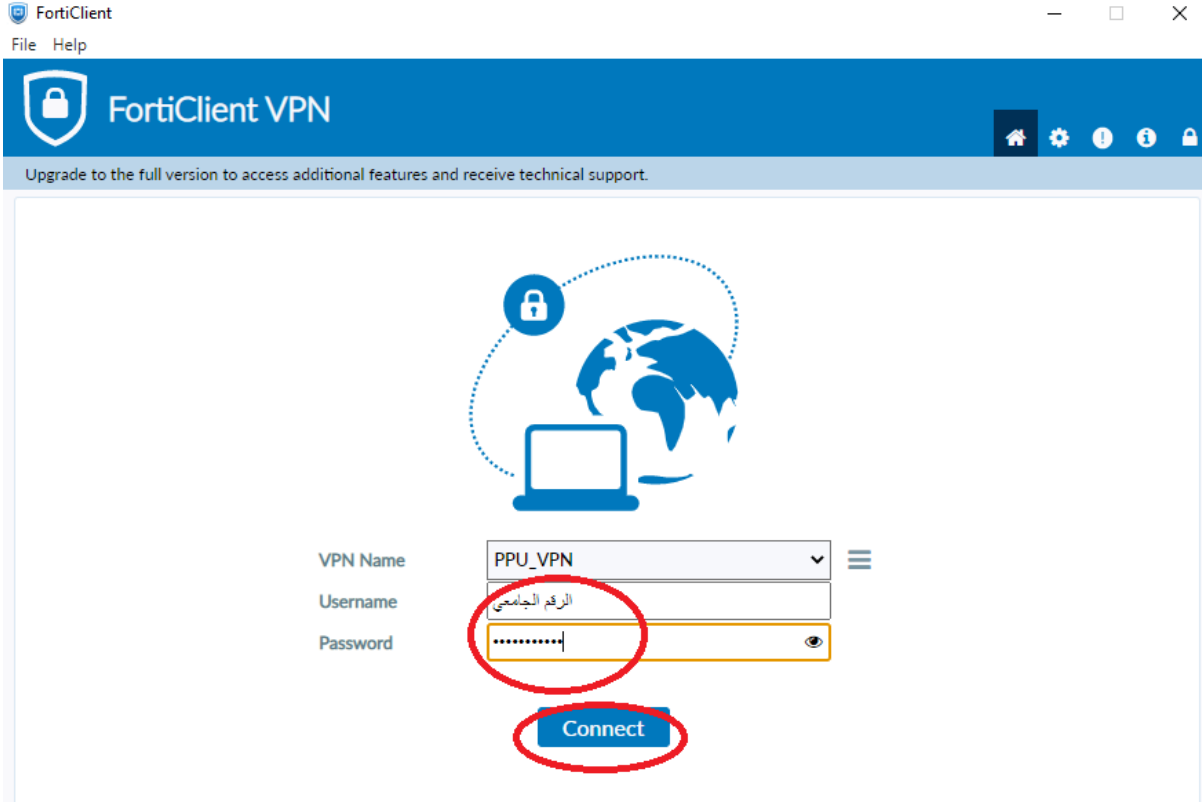 FortiClient
File Help
FortiClient VPN
Upgrade to the full version to access additional features and receive technical support.
VPN Name PPU_VPN
Username الرقم الجامعي
Password •••••••••••
Connect